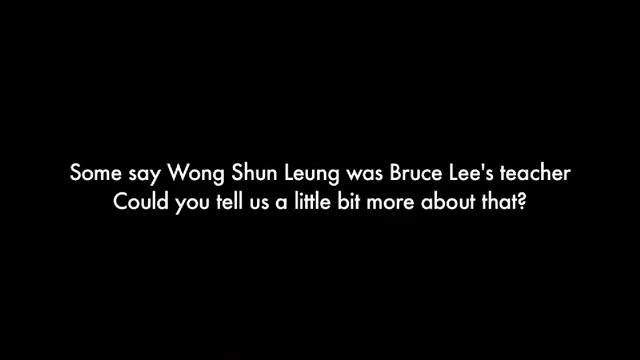 Some say Wong Shun Leung was Bruce Lee's teacher
Could you tell us a little bit more about that?